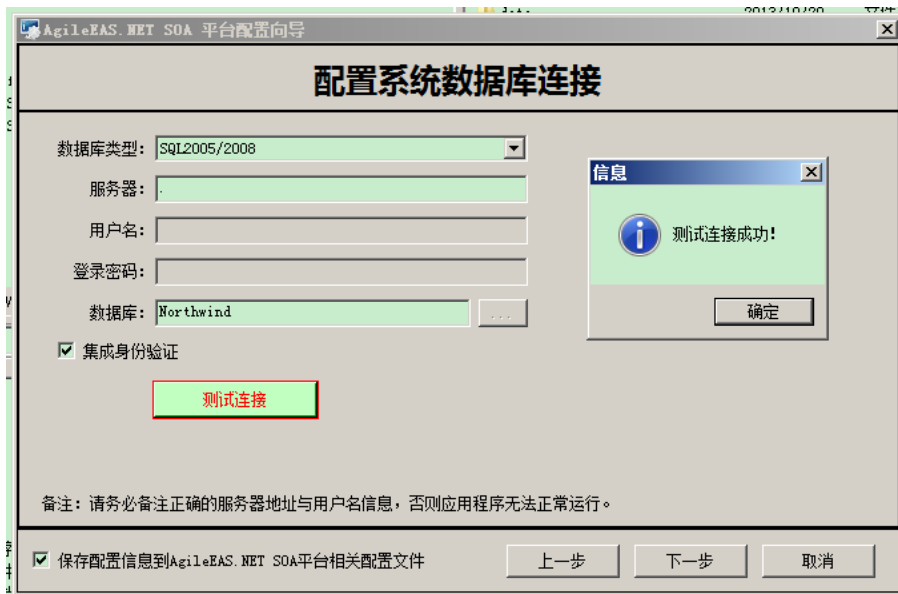 2013/10/20 文件
AgileEAS.NET SOA 平台配置向导
配置系统数据库连接
数据库类型： SQL2005/2008
服务器： .
用户名：
登录密码：
数据库： Northwind ...
集成身份验证
测试连接
信息
测试连接成功!
确定
备注：请务必备注正确的服务器地址与用户名信息，否则应用程序无法正常运行。
保存配置信息到AgileEAS.NET SOA平台相关配置文件
上一步 下一步 取消